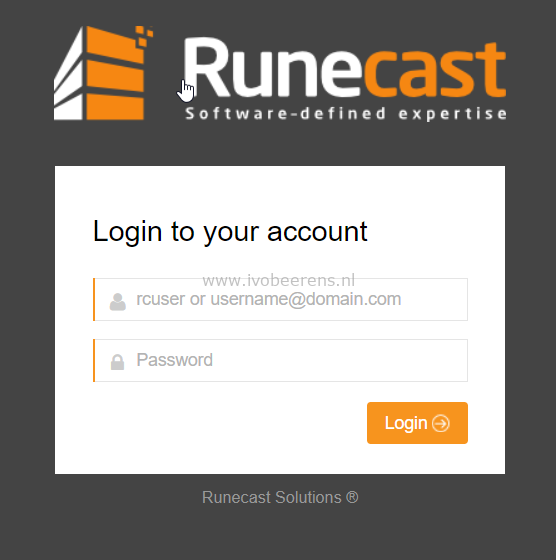 Runecast
Software-defined expertise
Login to your account
www.ivobeerens.nl
rcuser or username@domain.com
Password
Login
Runecast Solutions ®